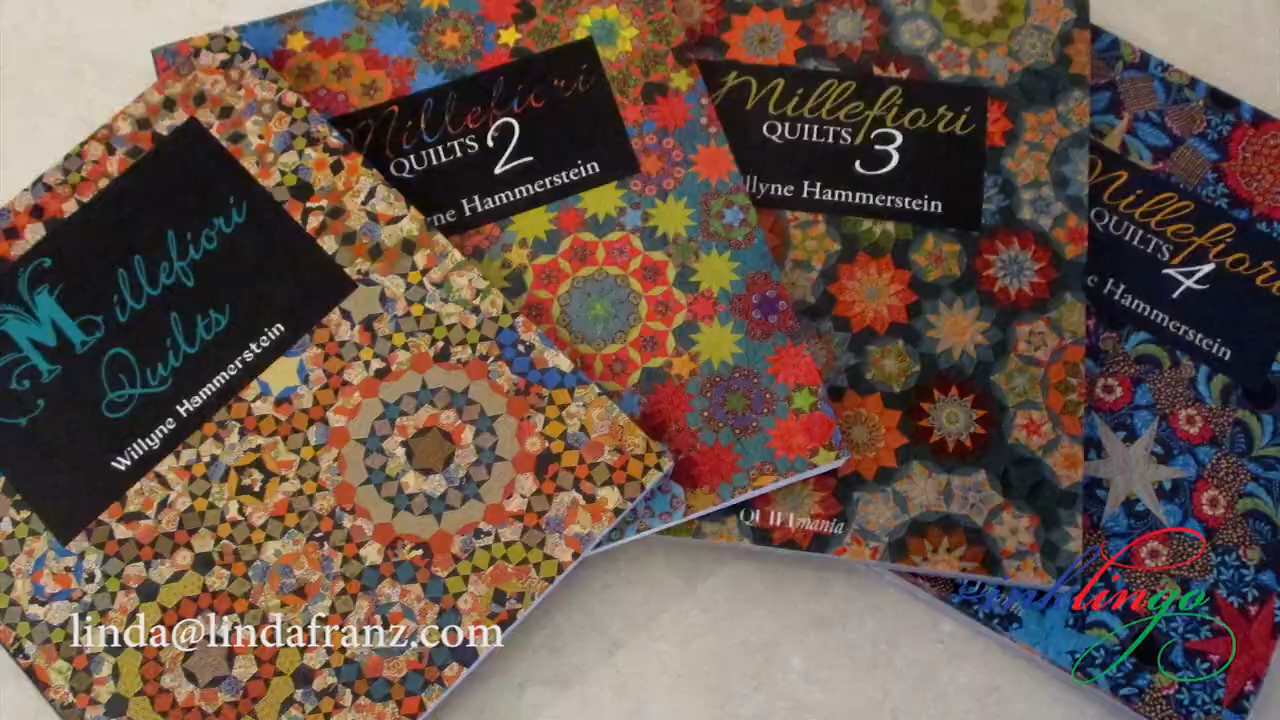 Millefiori
Quilts
Willyne Hammerstein
Millefiori
QUILTS 2
Hammerstein
Millefiori
QUILTS 3
Hammerstein
Millefiori
QUILTS 4
Hammerstein
QUILTmania
linda@lindafranz.com
inklingo